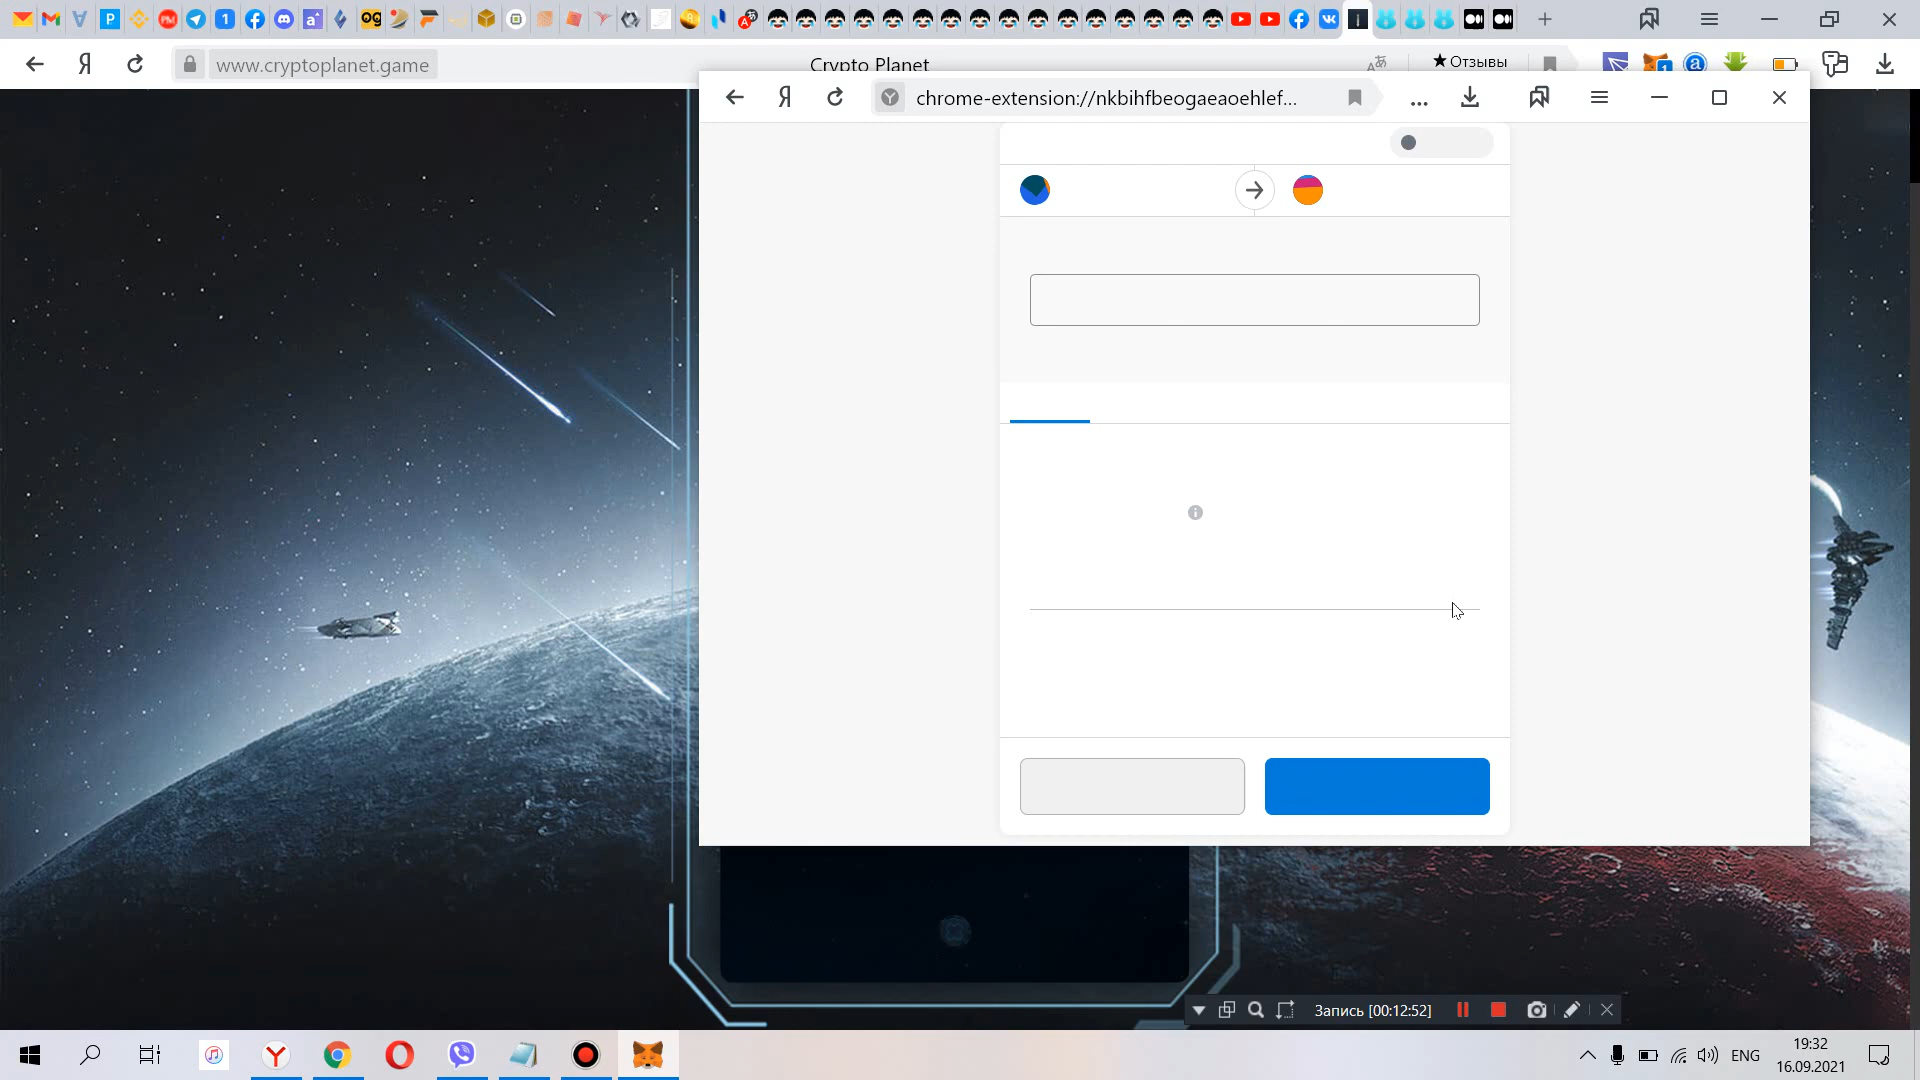 www.cryptoplanet.game
Crypto Planet
★ Отзывы
chrome-extension://nkbihfbeogaeaoehlef...
Запись [00:12:52]
ENG
19:32
16.09.2021